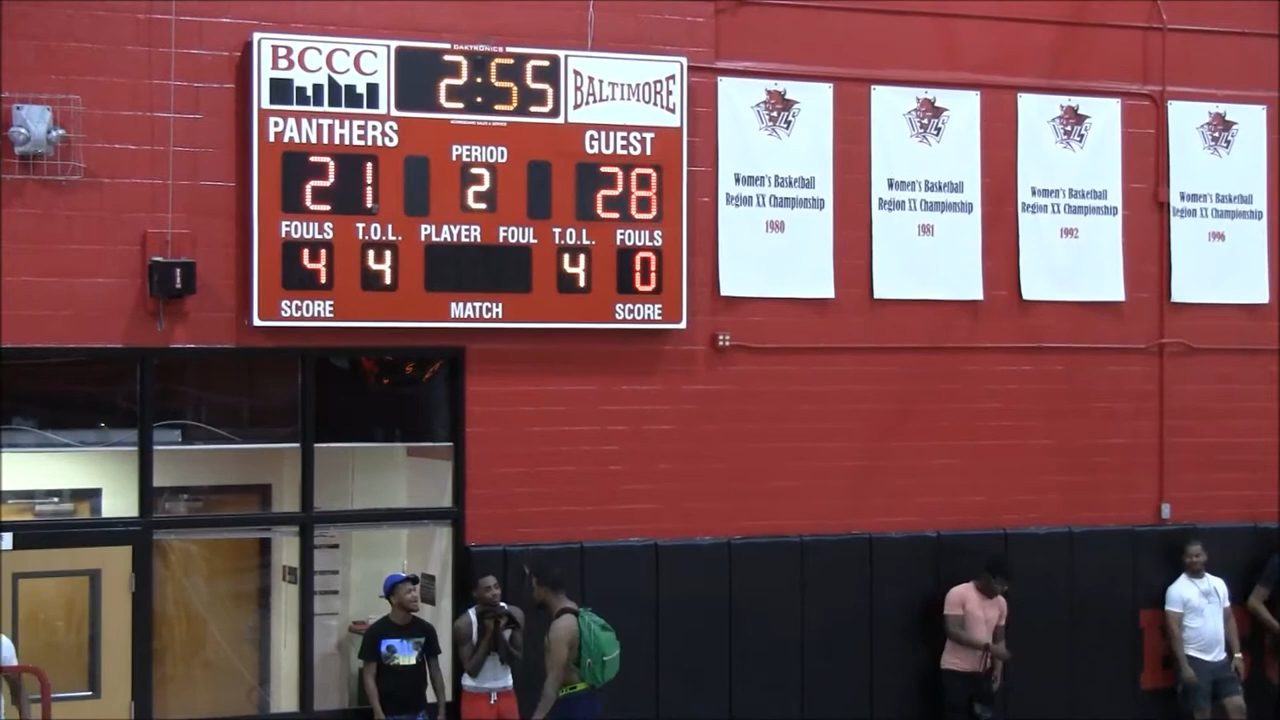 DAKTRONICS
BCCC
2:55
BALTIMORE
PANTHERS
GUEST
PERIOD
21
2
28
FOULS
T.O.L.
PLAYER
FOUL
T.O.L.
FOULS
4
4
4
0
SCORE
MATCH
SCORE
Women's Basketball
Region XX Championship
1980
Women's Basketball
Region XX Championship
1981
Women's Basketball
Region XX Championship
1992
Women's Basketball
Region XX Championship
1996